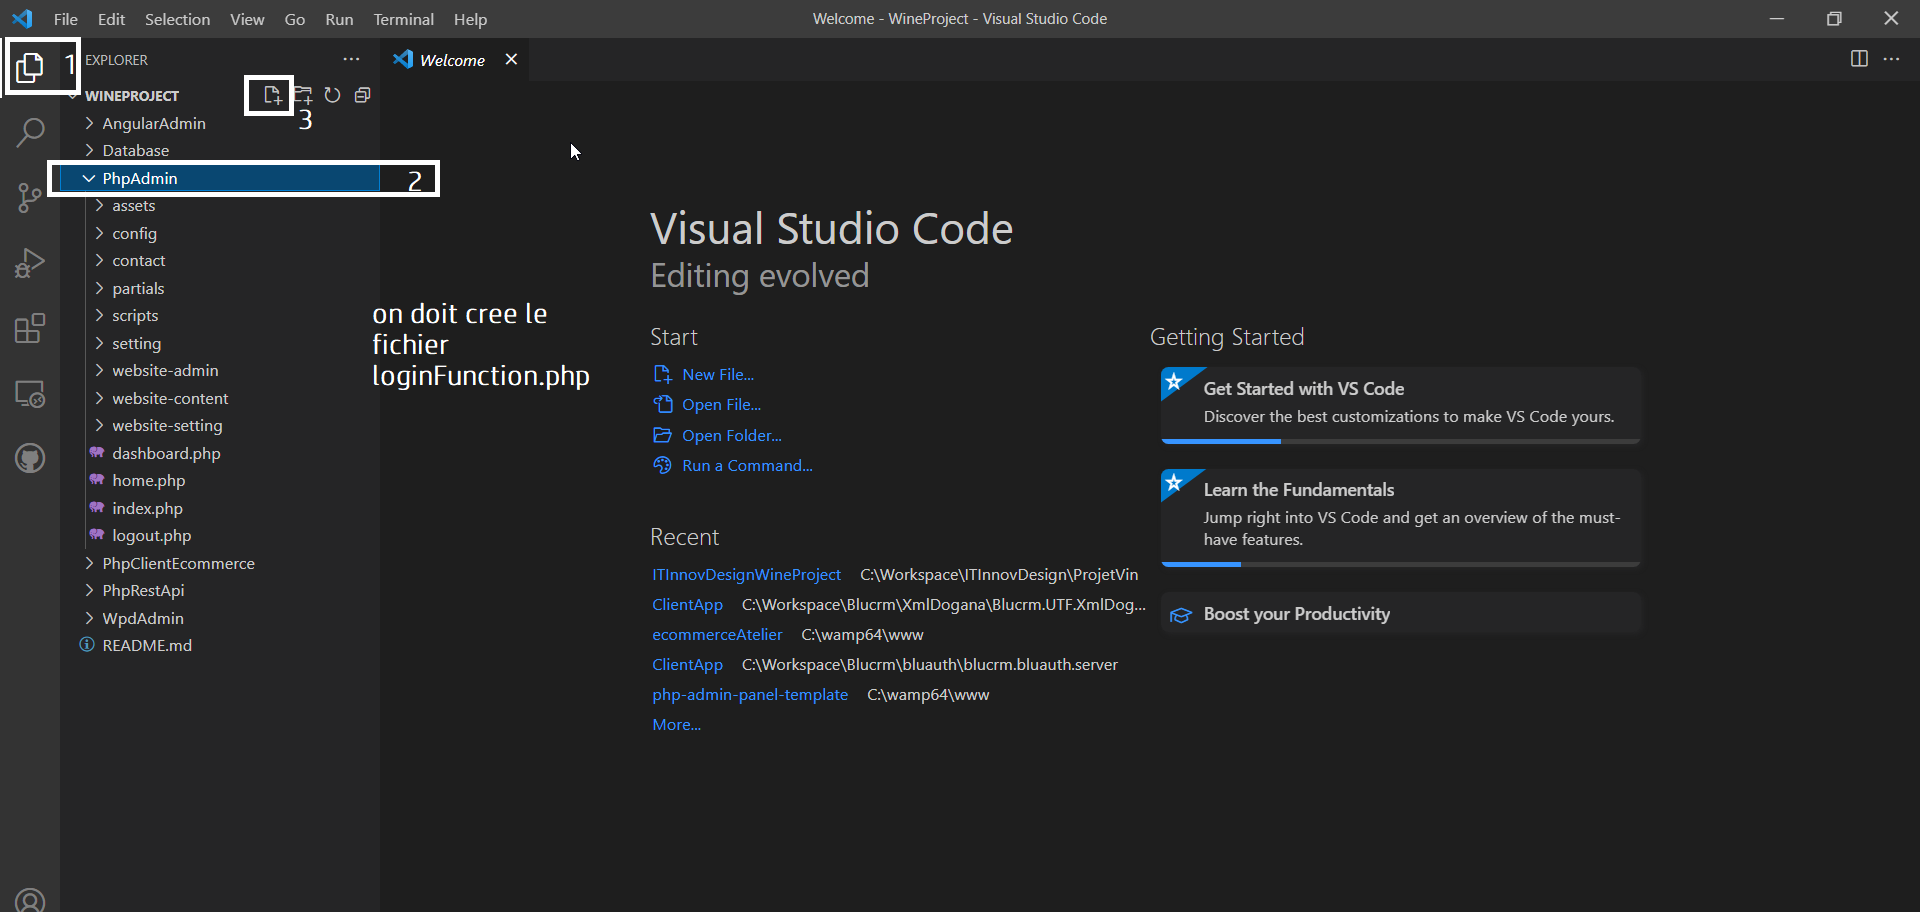 File Edit Selection View Go Run Terminal Help
Welcome - WineProject - Visual Studio Code
1
EXPLORER
Welcome
WINEPROJECT
3
AngularAdmin
Database
PhpAdmin
2
assets
config
contact
partials
scripts
setting
website-admin
website-content
website-setting
dashboard.php
home.php
index.php
logout.php
PhpClientEcommerce
PhpRestApi
WpdAdmin
README.md
on doit cree le
fichier
loginFunction.php
Visual Studio Code
Editing evolved
Start
New File...
Open File...
Open Folder...
Run a Command...
Recent
ITInnovDesignWineProject C:\Workspace\ITInnovDesign\ProjetVin
ClientApp C:\Workspace\Blucrm\XmlDogana\Blucrm.UTF.XmlDog...
ecommerceAtelier C:\wamp64\www
ClientApp C:\Workspace\Blucrm\bluauth\blucrm.bluauth.server
php-admin-panel-template C:\wamp64\www
More...
Getting Started
Get Started with VS Code
Discover the best customizations to make VS Code yours.
Learn the Fundamentals
Jump right into VS Code and get an overview of the must-
have features.
Boost your Productivity